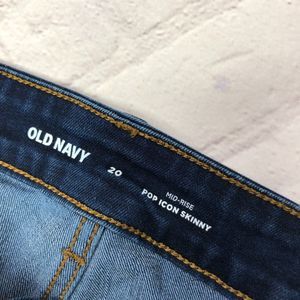 OLD NAVY
20
MID-RISE
POP ICON SKINNY